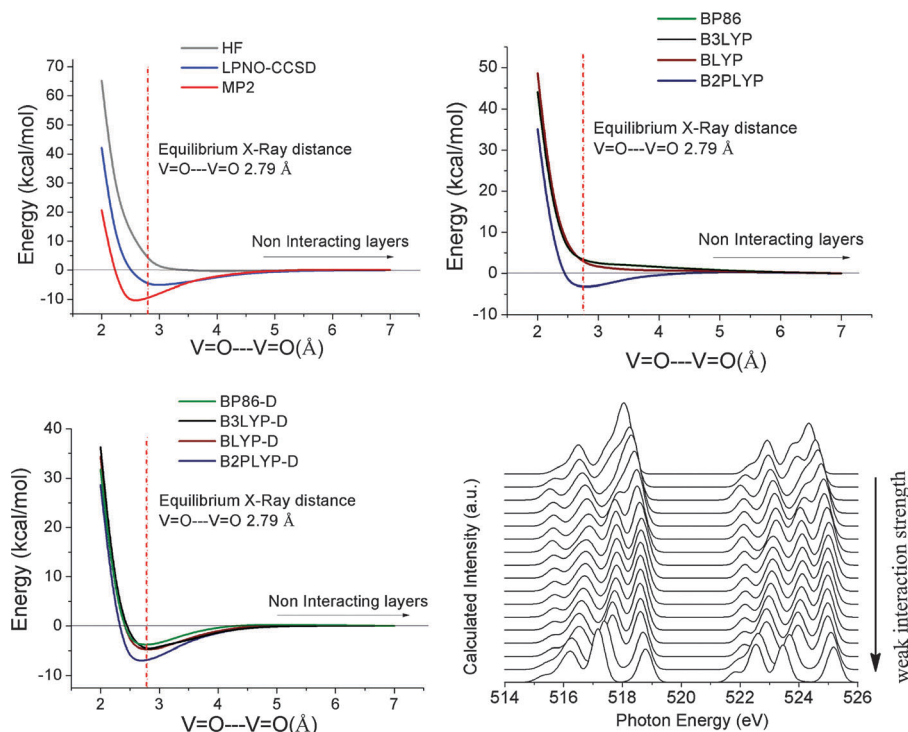 HF
LPNO-CCSD
MP2
Equilibrium X-Ray distance
V=O---V=O 2.79 Å
Non Interacting layers
Energy (kcal/mol)
70
60
50
40
30
20
10
0
-10
2 3 4 5 6 7
V=O---V=O(Å)
BP86
B3LYP
BLYP
B2PLYP
Equilibrium X-Ray distance
V=O---V=O 2.79 Å
Non Interacting layers
Energy (kcal/mol)
50
40
30
20
10
0
-10
2 3 4 5 6 7
V=O---V=O(Å)
BP86-D
B3LYP-D
BLYP-D
B2PLYP-D
Equilibrium X-Ray distance
V=O---V=O 2.79 Å
Non Interacting layers
Energy (kcal/mol)
40
30
20
10
0
-10
2 3 4 5 6 7
V=O---V=O(Å)
Calculated Intensity (a.u.)
weak interaction strength
514 516 518 520 522 524 526
Photon Energy (eV)